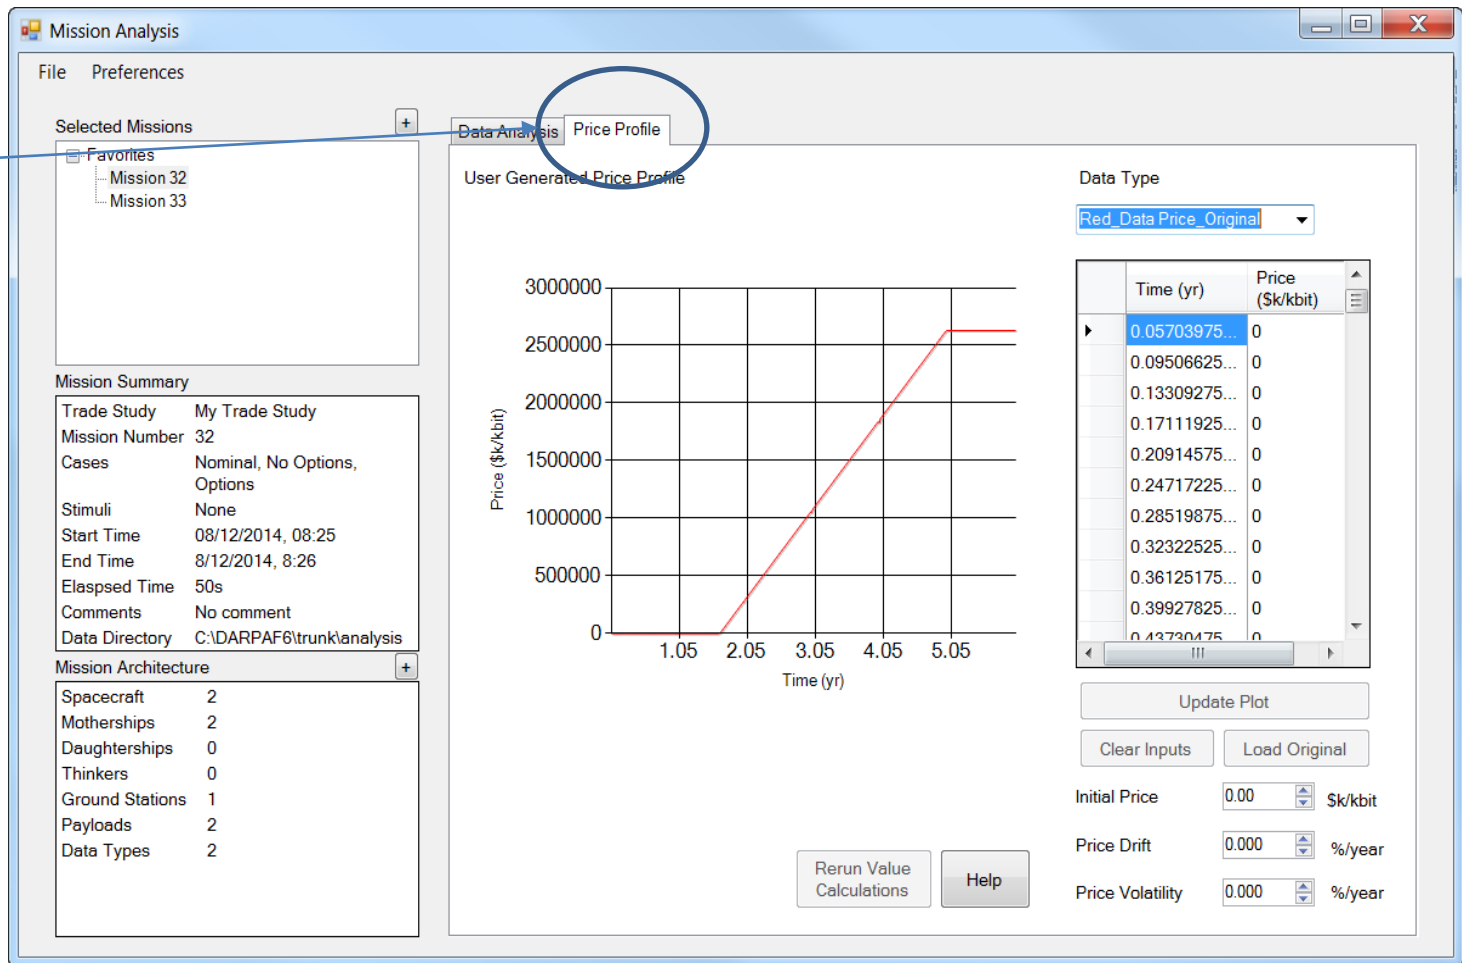 Mission Analysis
File Preferences
Selected Missions +
Favorites
Mission 32
Mission 33
Mission Summary
Trade Study My Trade Study
Mission Number 32
Cases Nominal, No Options,
Options
Stimuli None
Start Time 08/12/2014, 08:25
End Time 8/12/2014, 8:26
Elaspsed Time 50s
Comments No comment
Data Directory C:\DARPAF6\trunk\analysis
Mission Architecture +
Spacecraft 2
Motherships 2
Daughterships 0
Thinkers 0
Ground Stations 1
Payloads 2
Data Types 2
Data Analysis Price Profile
User Generated Price Profile
3000000
2500000
2000000
1500000
1000000
500000
0
Price ($k/kbit)
1.05 2.05 3.05 4.05 5.05
Time (yr)
Rerun Value
Calculations
Help
Data Type
Red_Data Price_Original
Time (yr) Price
($k/kbit)
0.05703975... 0
0.09506625... 0
0.13309275... 0
0.17111925... 0
0.20914575... 0
0.24717225... 0
0.28519875... 0
0.32322525... 0
0.36125175... 0
0.39927825... 0
0.43730475 0
Update Plot
Clear Inputs Load Original
Initial Price 0.00 $k/kbit
Price Drift 0.000 %/year
Price Volatility 0.000 %/year